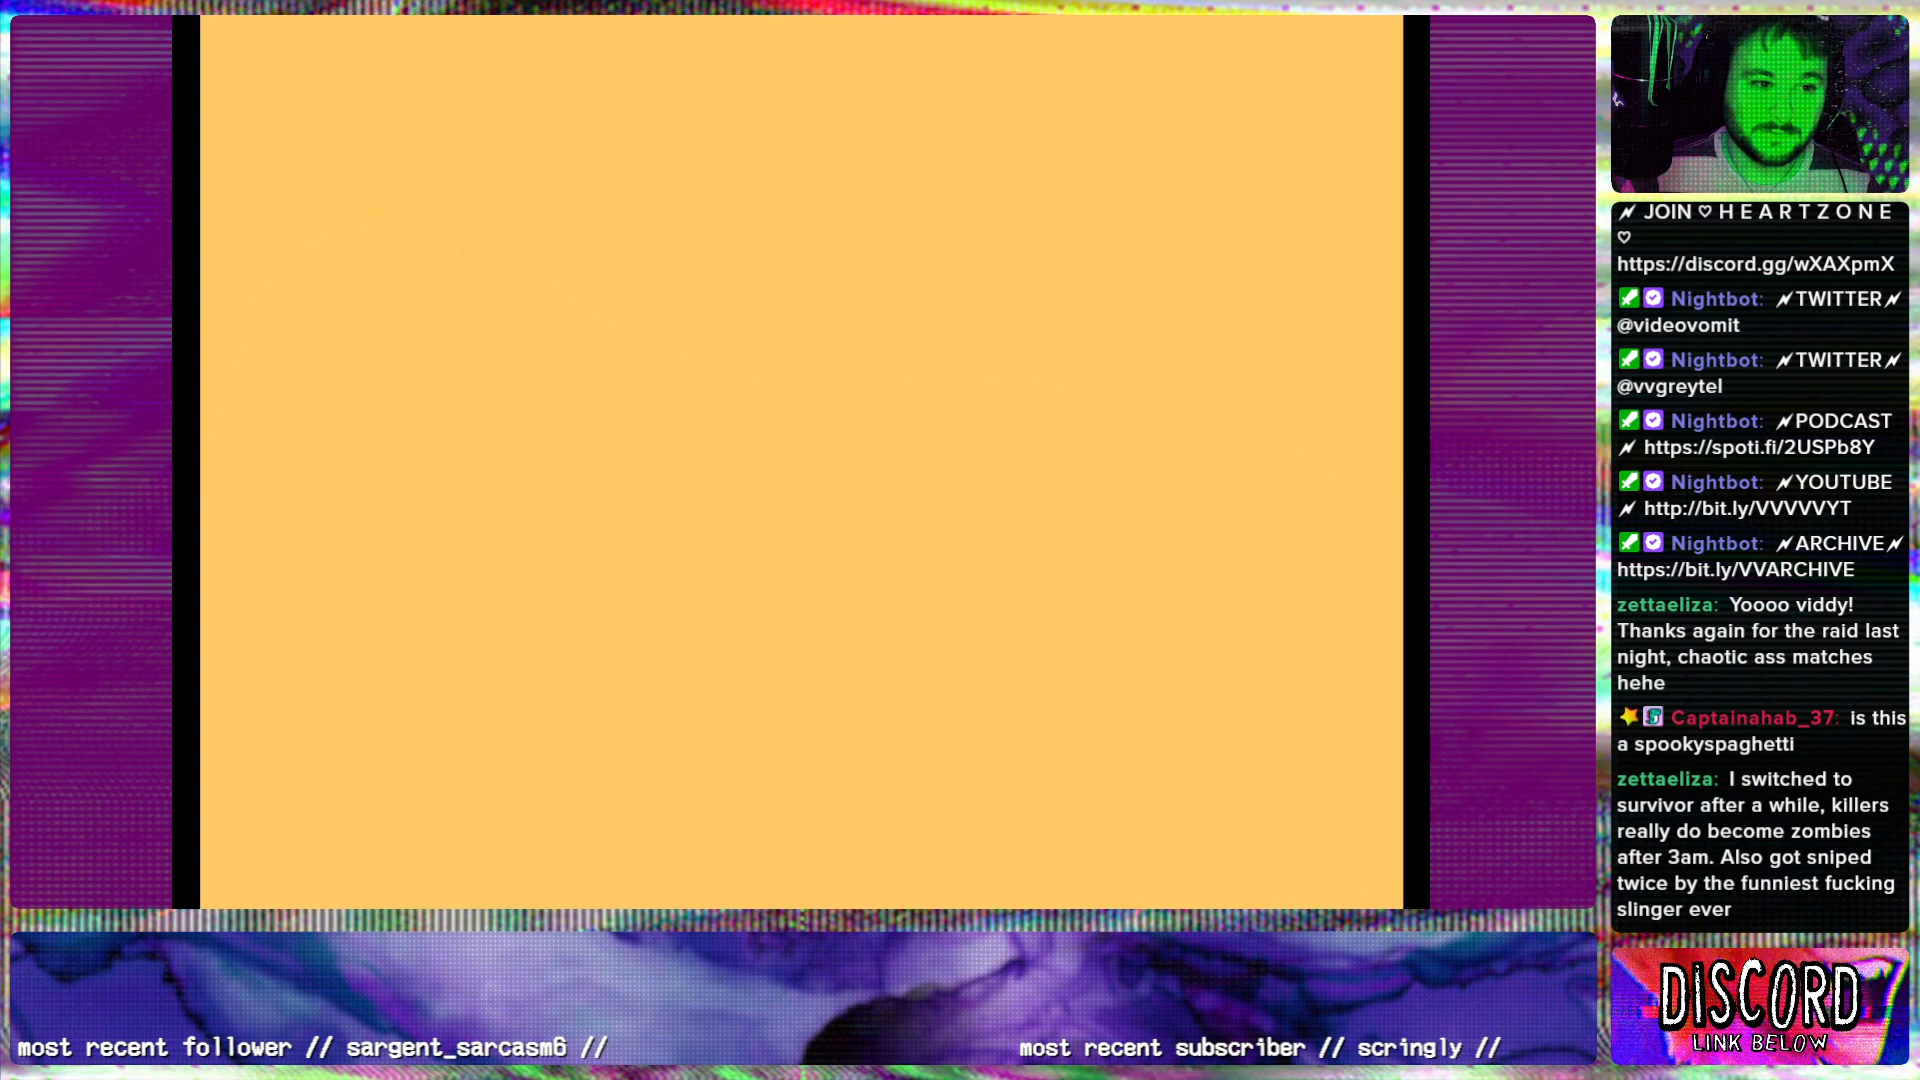 JOIN ♡ H E A R T Z O N E
♡
https://discord.gg/wXAXpmX
Nightbot: TWITTER
@videovomit
Nightbot: TWITTER
@vvgreytel
Nightbot: PODCAST
https://spoti.fi/2USPb8Y
Nightbot: YOUTUBE
http://bit.ly/VVVVVYT
Nightbot: ARCHIVE
https://bit.ly/VVARCHIVE
zettaeliza: Yoooo viddy!
Thanks again for the raid last
night, chaotic ass matches
hehe
Captainahab_37: is this
a spookyspaghetti
zettaeliza: I switched to
survivor after a while, killers
really do become zombies
after 3am. Also got sniped
twice by the funniest fucking
slinger ever
DISCORD
LINK BELOW
most recent follower // sargent_sarcasm6 //
most recent subscriber // scringly //